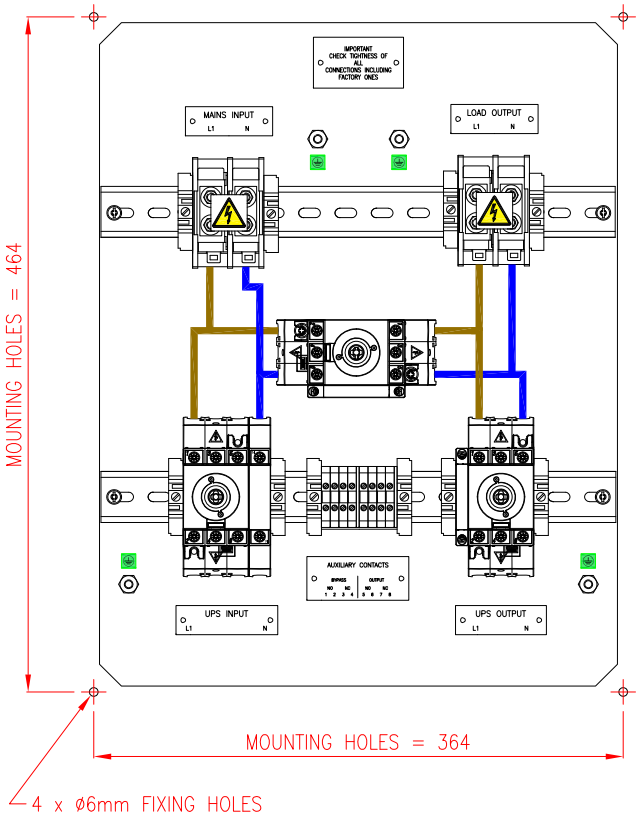 IMPORTANT
CHECK TIGHTNESS OF
ALL
CONNECTIONS INCLUDING
FACTORY ONES
MAINS INPUT
L1 N
LOAD OUTPUT
L1 N
MOUNTING HOLES = 464
AUXILIARY CONTACTS
BYPASS OUTPUT
NO NC NO NC
1 2 3 4 5 6 7 8
UPS INPUT
L1 N
UPS OUTPUT
L1 N
MOUNTING HOLES = 364
4 x Ø6mm FIXING HOLES